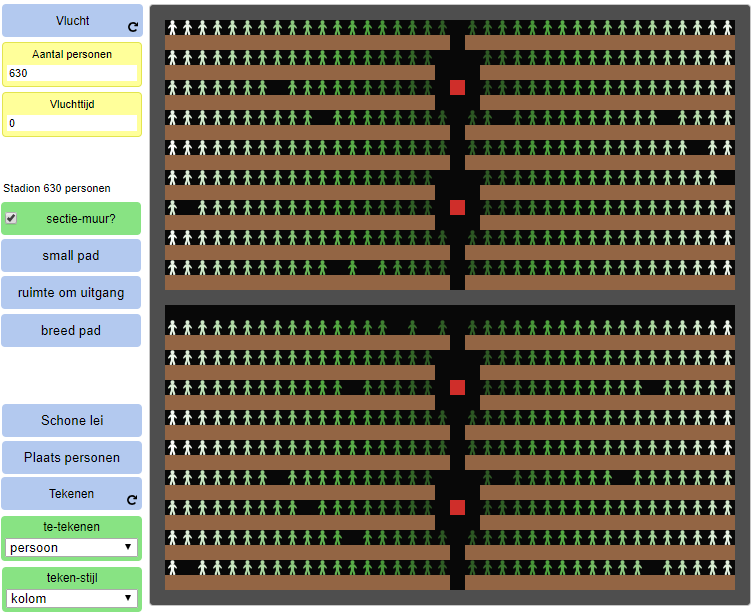 Vlucht
Aantal personen
630
Vluchttijd
0
Stadion 630 personen
sectie-muur?
small pad
ruimte om uitgang
breed pad
Schone lei
Plaats personen
Tekenen
te-tekenen
persoon
teken-stijl
kolom